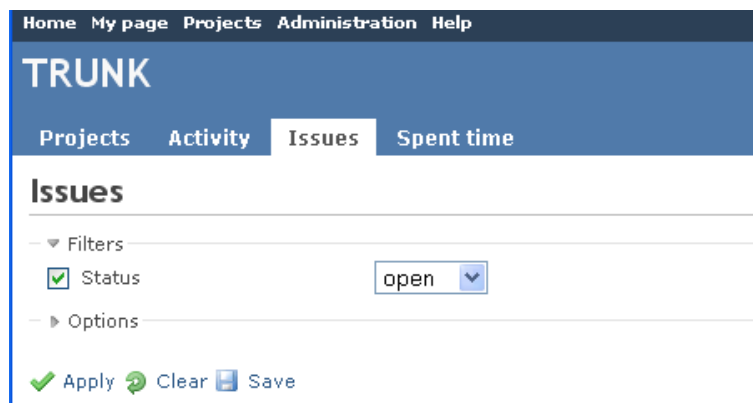 Home My page Projects Administration Help
TRUNK
Projects Activity Issues Spent time
Issues
Filters
Status open
Options
Apply Clear Save